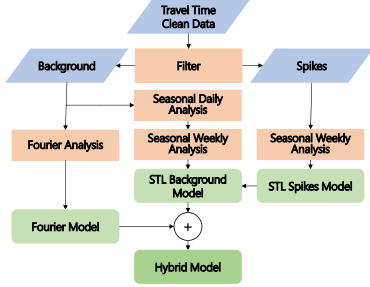 Travel Time
Clean Data
Background
Filter
Spikes
Seasonal Daily
Analysis
Fourier Analysis
Seasonal Weekly
Analysis
Seasonal Weekly
Analysis
STL Background
Model
STL Spikes Model
Fourier Model
+
Hybrid Model